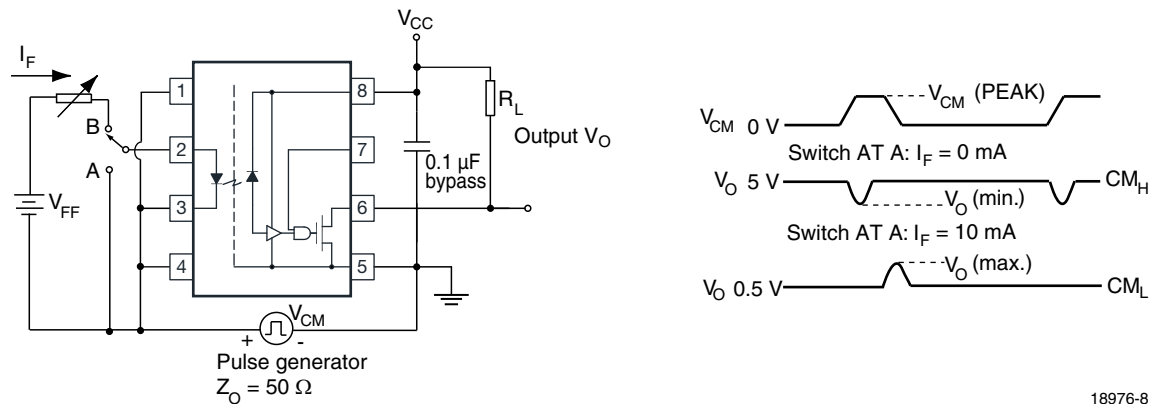 V_CC
I_F
B
A
V_FF
1
2
3
4
8
7
6
5
R_L
Output V_O
0.1 µF
bypass
V_CM
+ -
Pulse generator
Z_O = 50 Ω
V_CM (PEAK)
V_CM 0 V
Switch AT A: I_F = 0 mA
V_O 5 V
CM_H
V_O (min.)
Switch AT A: I_F = 10 mA
V_O (max.)
V_O 0.5 V
CM_L
18976-8